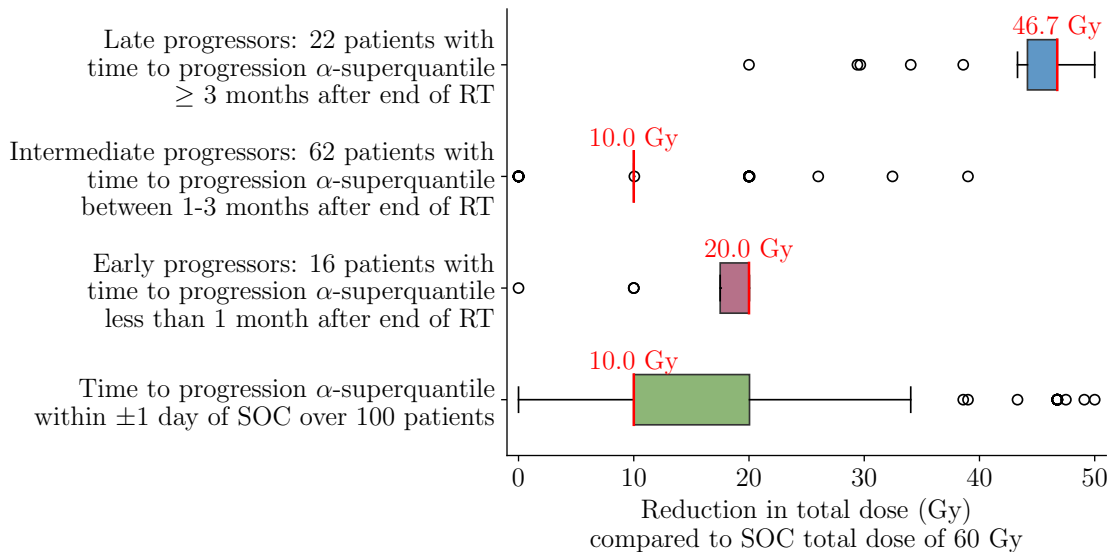 Late progressors: 22 patients with
time to progression α-superquantile
≥ 3 months after end of RT
46.7 Gy
Intermediate progressors: 62 patients with
time to progression α-superquantile
between 1-3 months after end of RT
10.0 Gy
Early progressors: 16 patients with
time to progression α-superquantile
less than 1 month after end of RT
20.0 Gy
Time to progression α-superquantile
within ±1 day of SOC over 100 patients
10.0 Gy
0 10 20 30 40 50
Reduction in total dose (Gy)
compared to SOC total dose of 60 Gy